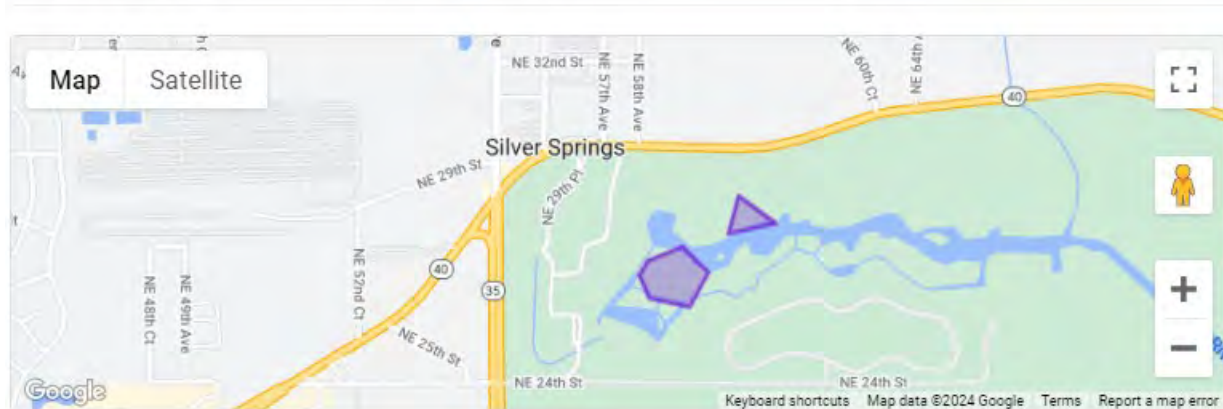 Map
Satellite
NE 32nd St
NE 57th Ave
NE 58th Ave
NE 60th Ct
NE 64th
40
Silver Springs
NE 29th St
NE 29th Pl
NE 52nd Ct
40
35
NE 48th Ct
NE 49th Ave
NE 25th St
NE 24th St
NE 24th St
Google
Keyboard shortcuts
Map data ©2024 Google
Terms
Report a map error